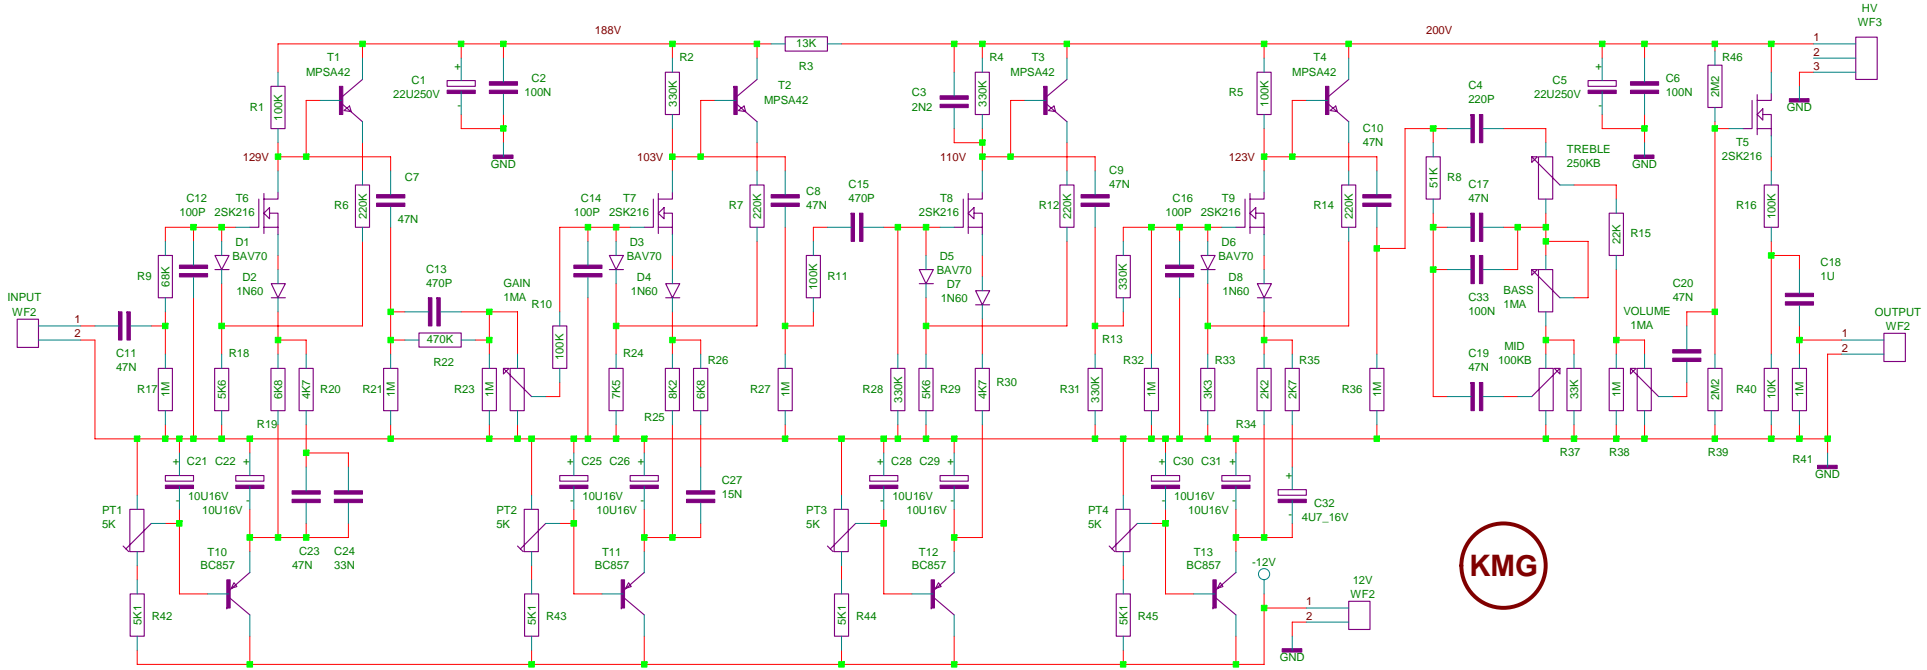 188V
200V
HV
WF3
1
2
3
GND
R1
100K
T1
MPSA42
C1
22U250V
+
-
C2
100N
GND
R2
330K
T2
MPSA42
13K
R3
C3
2N2
R4
330K
T3
MPSA42
R5
100K
T4
MPSA42
C4
220P
C5
22U250V
+
-
C6
100N
GND
R46
2M2
T5
2SK216
129V
103V
110V
123V
C12
100P
T6
2SK216
R6
220K
C7
47N
C14
100P
T7
2SK216
R7
220K
C8
47N
C15
470P
T8
2SK216
R12
220K
C9
47N
C16
100P
T9
2SK216
R14
220K
C10
47N
R8
51K
TREBLE
250KB
C17
47N
C33
100N
R15
22K
R16
100K
D1
BAV70
D2
1N60
R9
68K
C13
470P
GAIN
1MA
R10
100K
D3
BAV70
D4
1N60
R11
100K
D5
BAV70
D7
1N60
R13
330K
D6
BAV70
D8
1N60
BASS
1MA
VOLUME
1MA
C20
47N
C18
1U
INPUT
WF2
1
2
C11
47N
470K
R22
OUTPUT
WF2
1
2
R17
1M
R18
5K6
R19
6K8
R20
4K7
R21
1M
R23
1M
R24
7K5
R25
8K2
R26
6K8
R27
1M
R28
330K
R29
5K6
R30
4K7
R31
330K
R32
1M
R33
3K3
R34
2K2
R35
2K7
R36
1M
C19
47N
MID
100KB
R37
33K
R38
1M
R39
2M2
R40
10K
R41
1M
GND
C21
+
-
10U16V
C22
+
-
10U16V
C25
+
-
10U16V
C26
+
-
10U16V
C27
15N
C28
+
-
10U16V
C29
+
-
10U16V
C30
+
-
10U16V
C31
+
-
10U16V
C32
4U7_16V
+
-
PT1
5K
PT2
5K
PT3
5K
PT4
5K
T10
BC857
C23
47N
C24
33N
T11
BC857
T12
BC857
T13
BC857
-12V
12V
WF2
1
2
GND
R42
5K1
R43
5K1
R44
5K1
R45
5K1
KMG